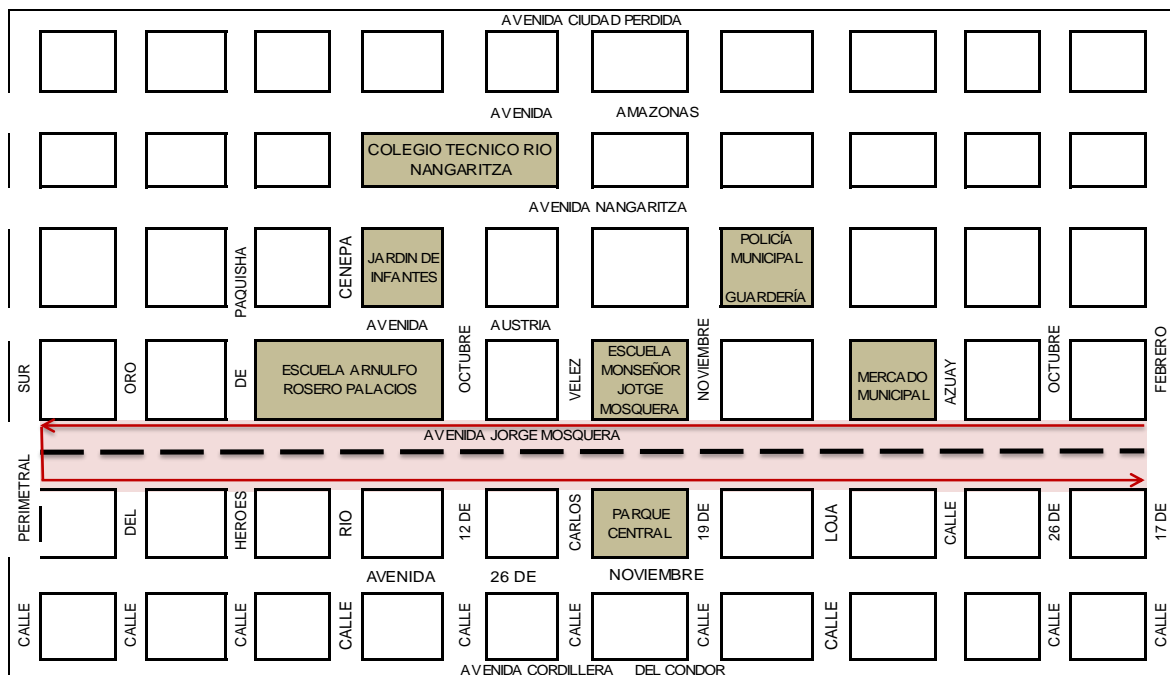 AVENIDA CIUDAD PERDIDA
AVENIDA AMAZONAS
COLEGIO TECNICO RIO
NANGARITZA
AVENIDA NANGARITZA
JARDIN DE
INFANTES
POLICÍA
MUNICIPAL
GUARDERÍA
AVENIDA AUSTRIA
ESCUELA ARNULFO
ROSERO PALACIOS
ESCUELA
MONSEÑOR
JOTGE
MOSQUERA
MERCADO
MUNICIPAL
AVENIDA JORGE MOSQUERA
PARQUE
CENTRAL
AVENIDA 26 DE NOVIEMBRE
AVENIDA CORDILLERA DEL CONDOR
CALLE PERIMETRAL SUR
CALLE DEL ORO
CALLE HEROES DE PAQUISHA
CALLE RIO CENEPA
CALLE 12 DE OCTUBRE
CALLE CARLOS VELEZ
CALLE 19 DE NOVIEMBRE
CALLE LOJA
CALLE AZUAY
CALLE 26 DE OCTUBRE
CALLE 17 DE FEBRERO